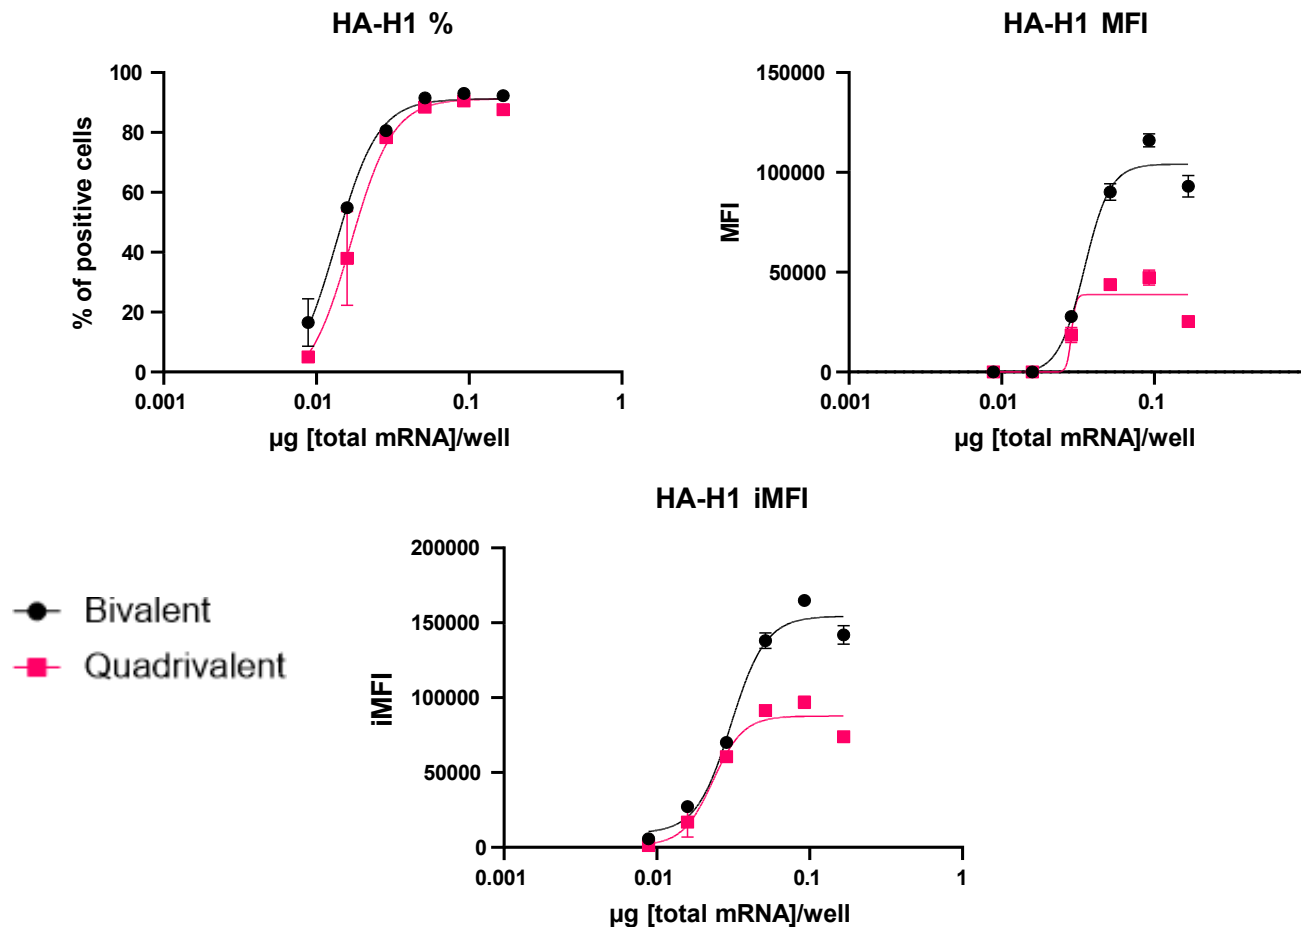 HA-H1 %
% of positive cells
100
80
60
40
20
0
0.001 0.01 0.1 1
µg [total mRNA]/well
HA-H1 MFI
MFI
150000
100000
50000
0
0.001 0.01 0.1
µg [total mRNA]/well
Bivalent
Quadrivalent
HA-H1 iMFI
iMFI
200000
150000
100000
50000
0
0.001 0.01 0.1 1
µg [total mRNA]/well